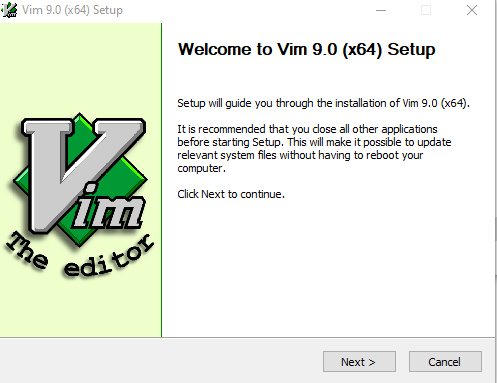 Vim 9.0 (x64) Setup
Welcome to Vim 9.0 (x64) Setup
Setup will guide you through the installation of Vim 9.0 (x64).
It is recommended that you close all other applications
before starting Setup. This will make it possible to update
relevant system files without having to reboot your
computer.
Click Next to continue.
Vim
The editor
Next >
Cancel